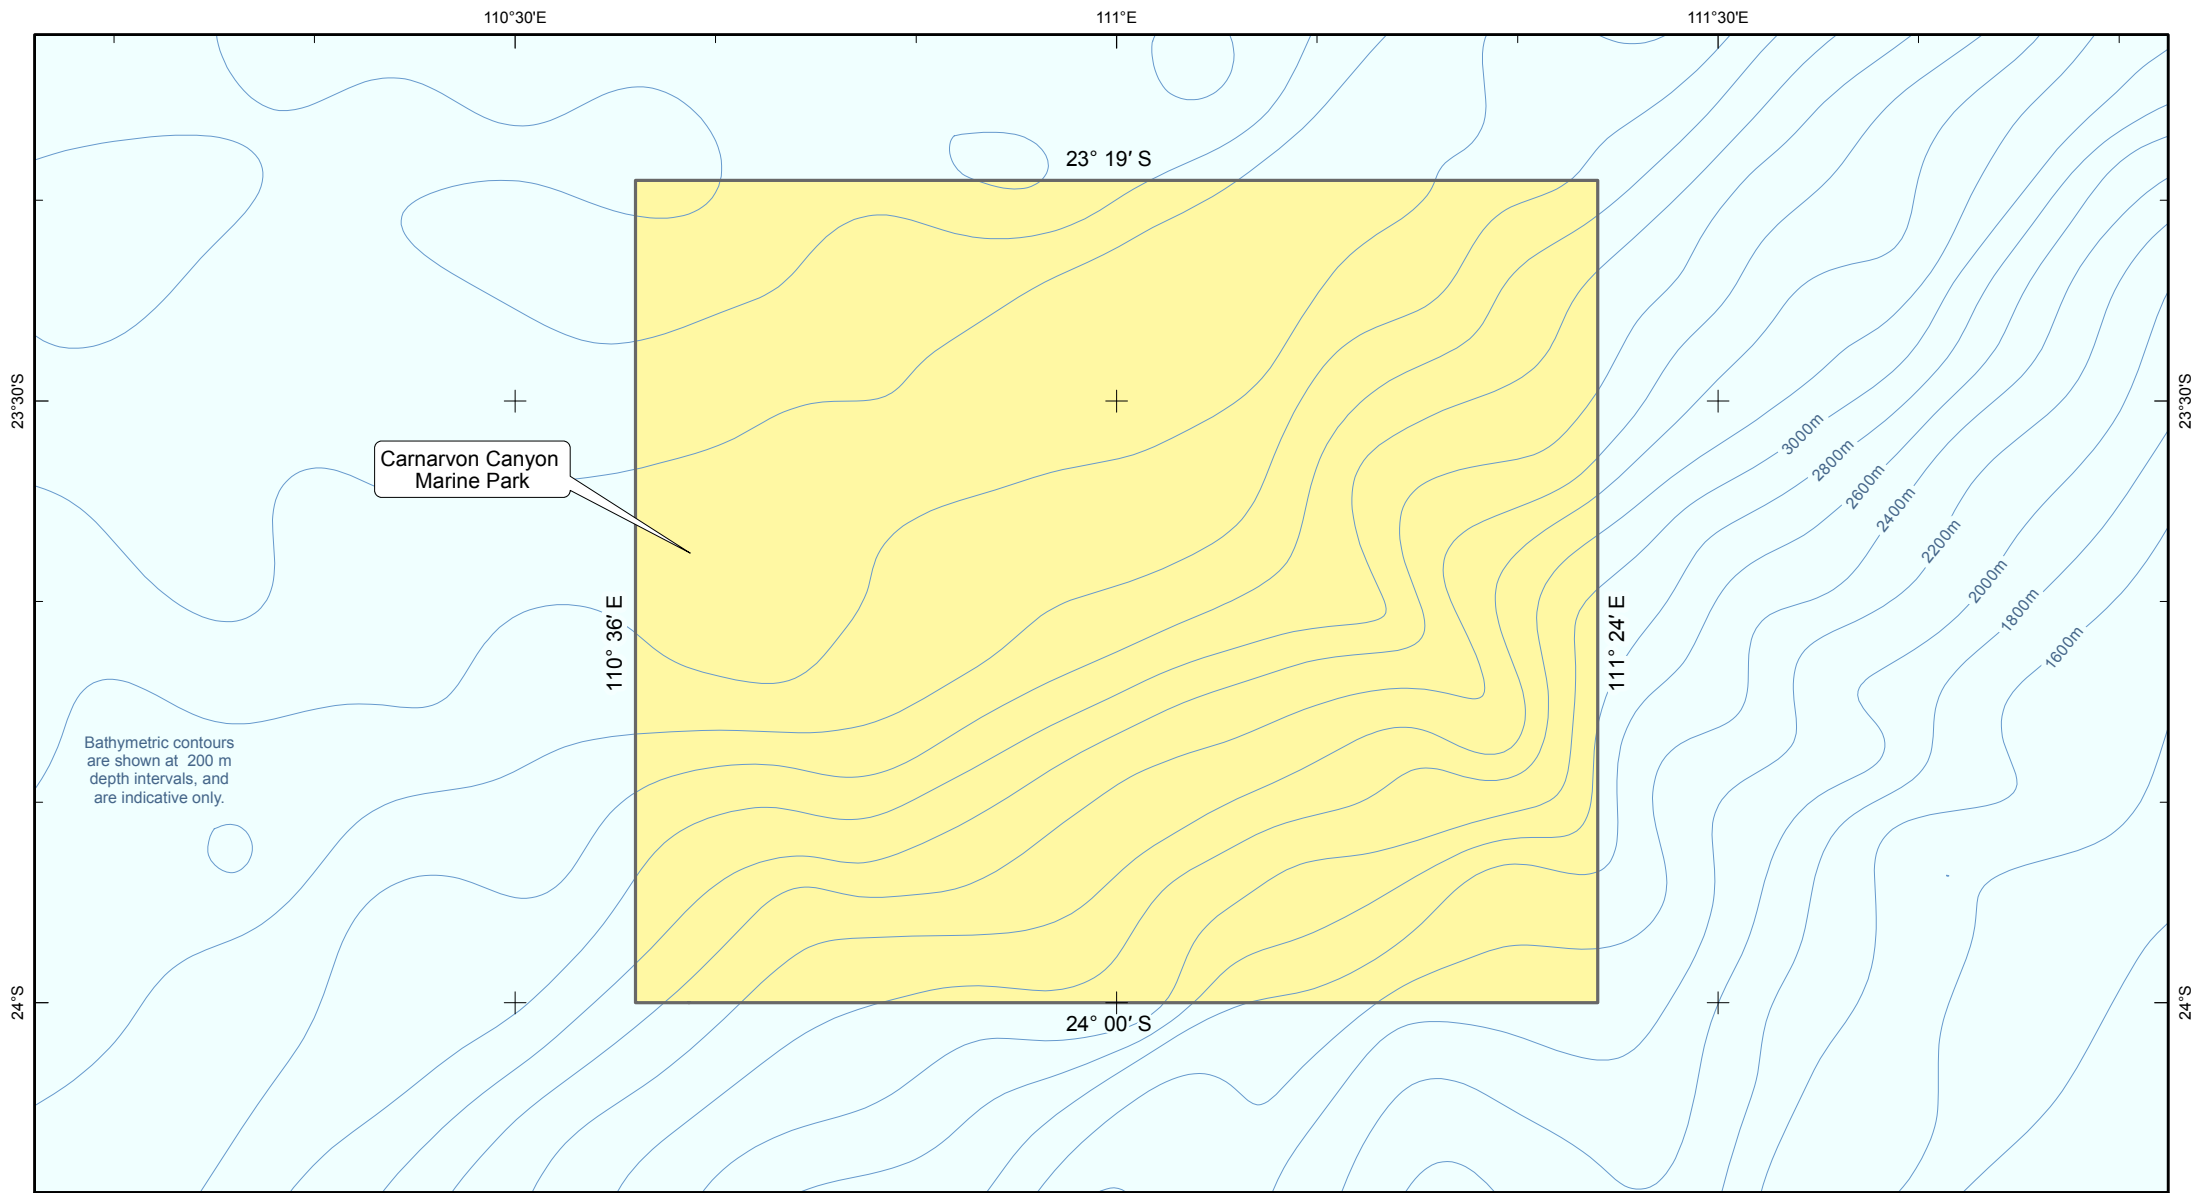 110°30'E
111°E
111°30'E
23° 19′ S
23°30'S
23°30'S
Carnarvon Canyon
Marine Park
3000m
2800m
2600m
2400m
2200m
2000m
1800m
1600m
110° 36′ E
111° 24′ E
Bathymetric contours
are shown at 200 m
depth intervals, and
are indicative only.
24°S
24°S
24° 00′ S